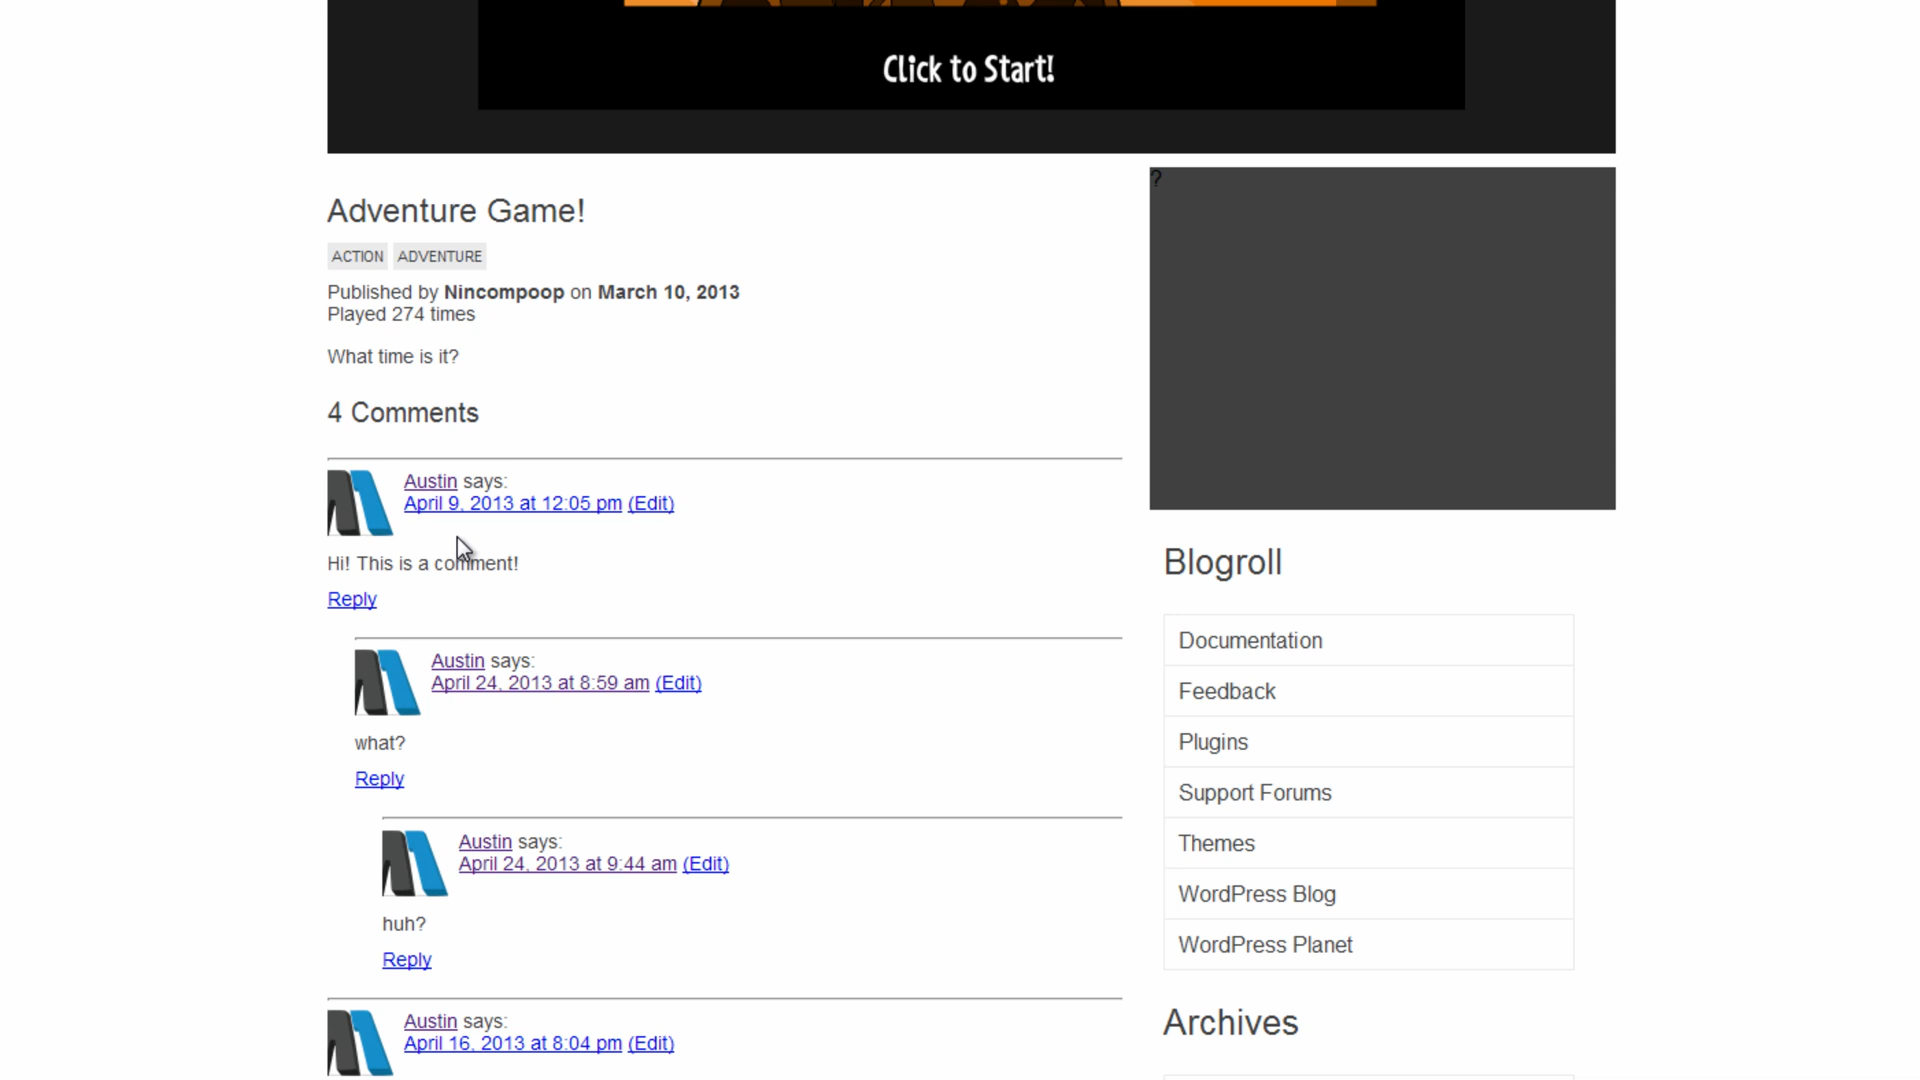 Click to Start!
?
Adventure Game!
ACTION ADVENTURE
Published by Nincompoop on March 10, 2013
Played 274 times
What time is it?
4 Comments
Austin says:
April 9, 2013 at 12:05 pm (Edit)
Hi! This is a comment!
Reply
Austin says:
April 24, 2013 at 8:59 am (Edit)
what?
Reply
Austin says:
April 24, 2013 at 9:44 am (Edit)
huh?
Reply
Austin says:
April 16, 2013 at 8:04 pm (Edit)
Blogroll
Documentation
Feedback
Plugins
Support Forums
Themes
WordPress Blog
WordPress Planet
Archives